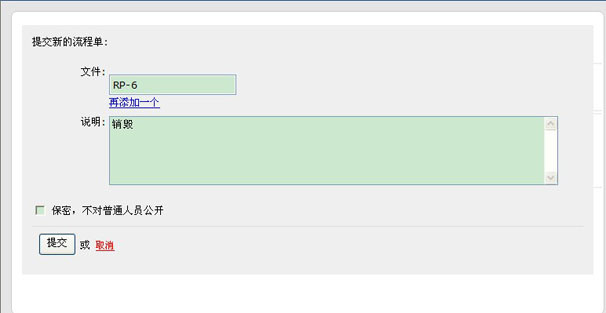 提交新的流程单:
文件: RP-6
再添加一个
说明: 销毁
保密，不对普通人员公开
提交 或 取消